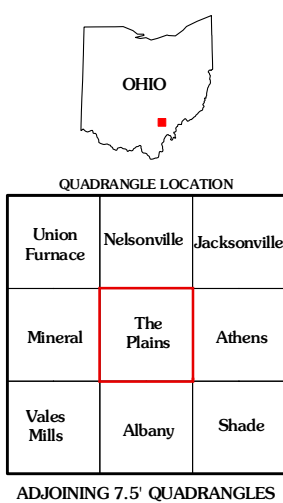 OHIO
QUADRANGLE LOCATION
Union
Furnace
Nelsonville
Jacksonville
Mineral
The
Plains
Athens
Vales
Mills
Albany
Shade
ADJOINING 7.5' QUADRANGLES